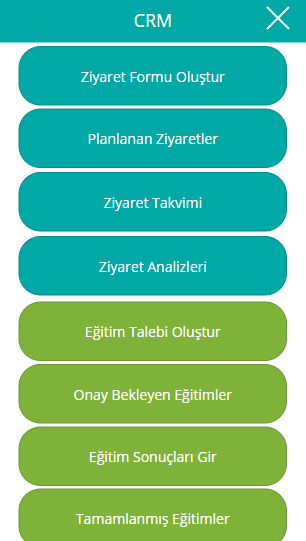 CRM
Ziyaret Formu Oluştur
Planlanan Ziyaretler
Ziyaret Takvimi
Ziyaret Analizleri
Eğitim Talebi Oluştur
Onay Bekleyen Eğitimler
Eğitim Sonuçları Gir
Tamamlanmış Eğitimler